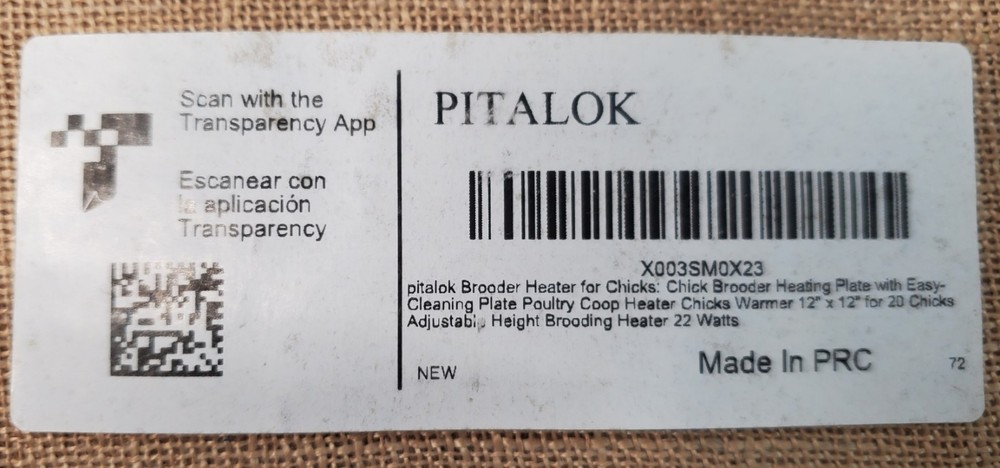 Scan with the
Transparency App
Escanear con
la aplicación
Transparency
PITALOK
X003SM0X23
pitalok Brooder Heater for Chicks: Chick Brooder Heating Plate with Easy-
Cleaning Plate Poultry Coop Heater Chicks Warmer 12" x 12" for 20 Chicks
Adjustable Height Brooding Heater 22 Watts
NEW
Made In PRC
72